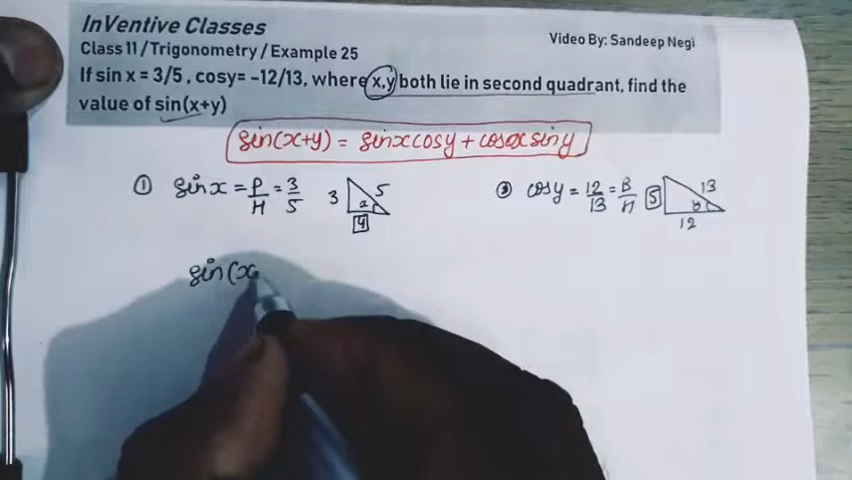 InVentive Classes
Video By: Sandeep Negi
Class 11 / Trigonometry / Example 25
If sin x = 3/5 , cosy= -12/13, where x,y both lie in second quadrant, find the
value of sin(x+y)
sin(x+y) = sinx cosy + cosx siny
① sinx = P/H = 3/5 3 5 x 4
② cosy = 12/13 = B/H 5 13 y 12
sin(x